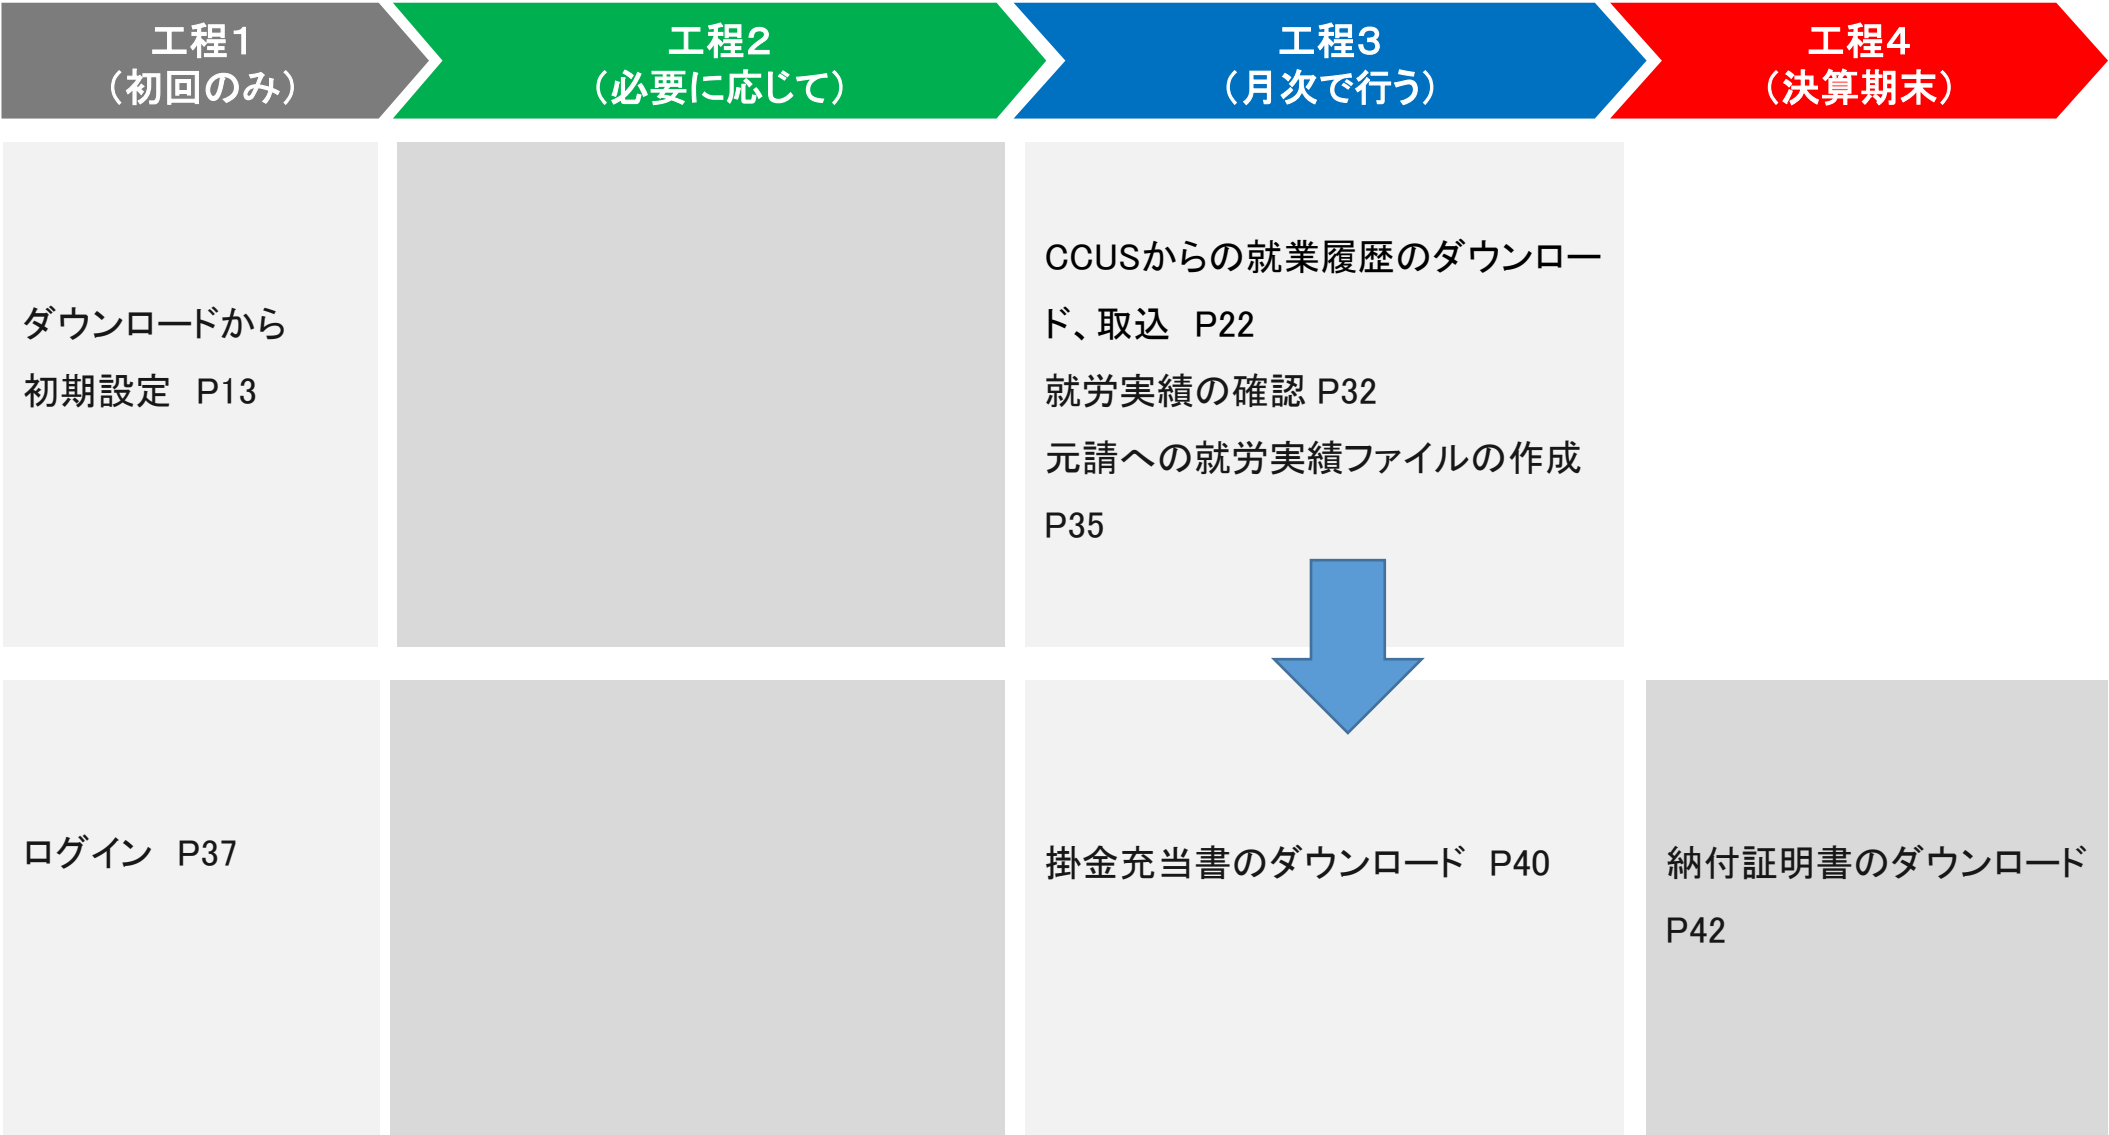 工程１
（初回のみ）
工程２
（必要に応じて）
工程３
（月次で行う）
工程４
（決算期末）
ダウンロードから
初期設定　P13
CCUSからの就業履歴のダウンロー
ド、取込　P22
就労実績の確認 P32
元請への就労実績ファイルの作成
P35
ログイン　P37
掛金充当書のダウンロード　P40
納付証明書のダウンロード
P42